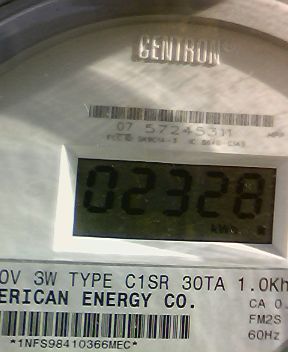 CENTRON®
07 57245311
02328
kWh
0V 3W TYPE C1SR 30TA 1.0Kh
ERICAN ENERGY CO.
CA 0.
FM2S
60Hz
*1NFS98410366MEC*